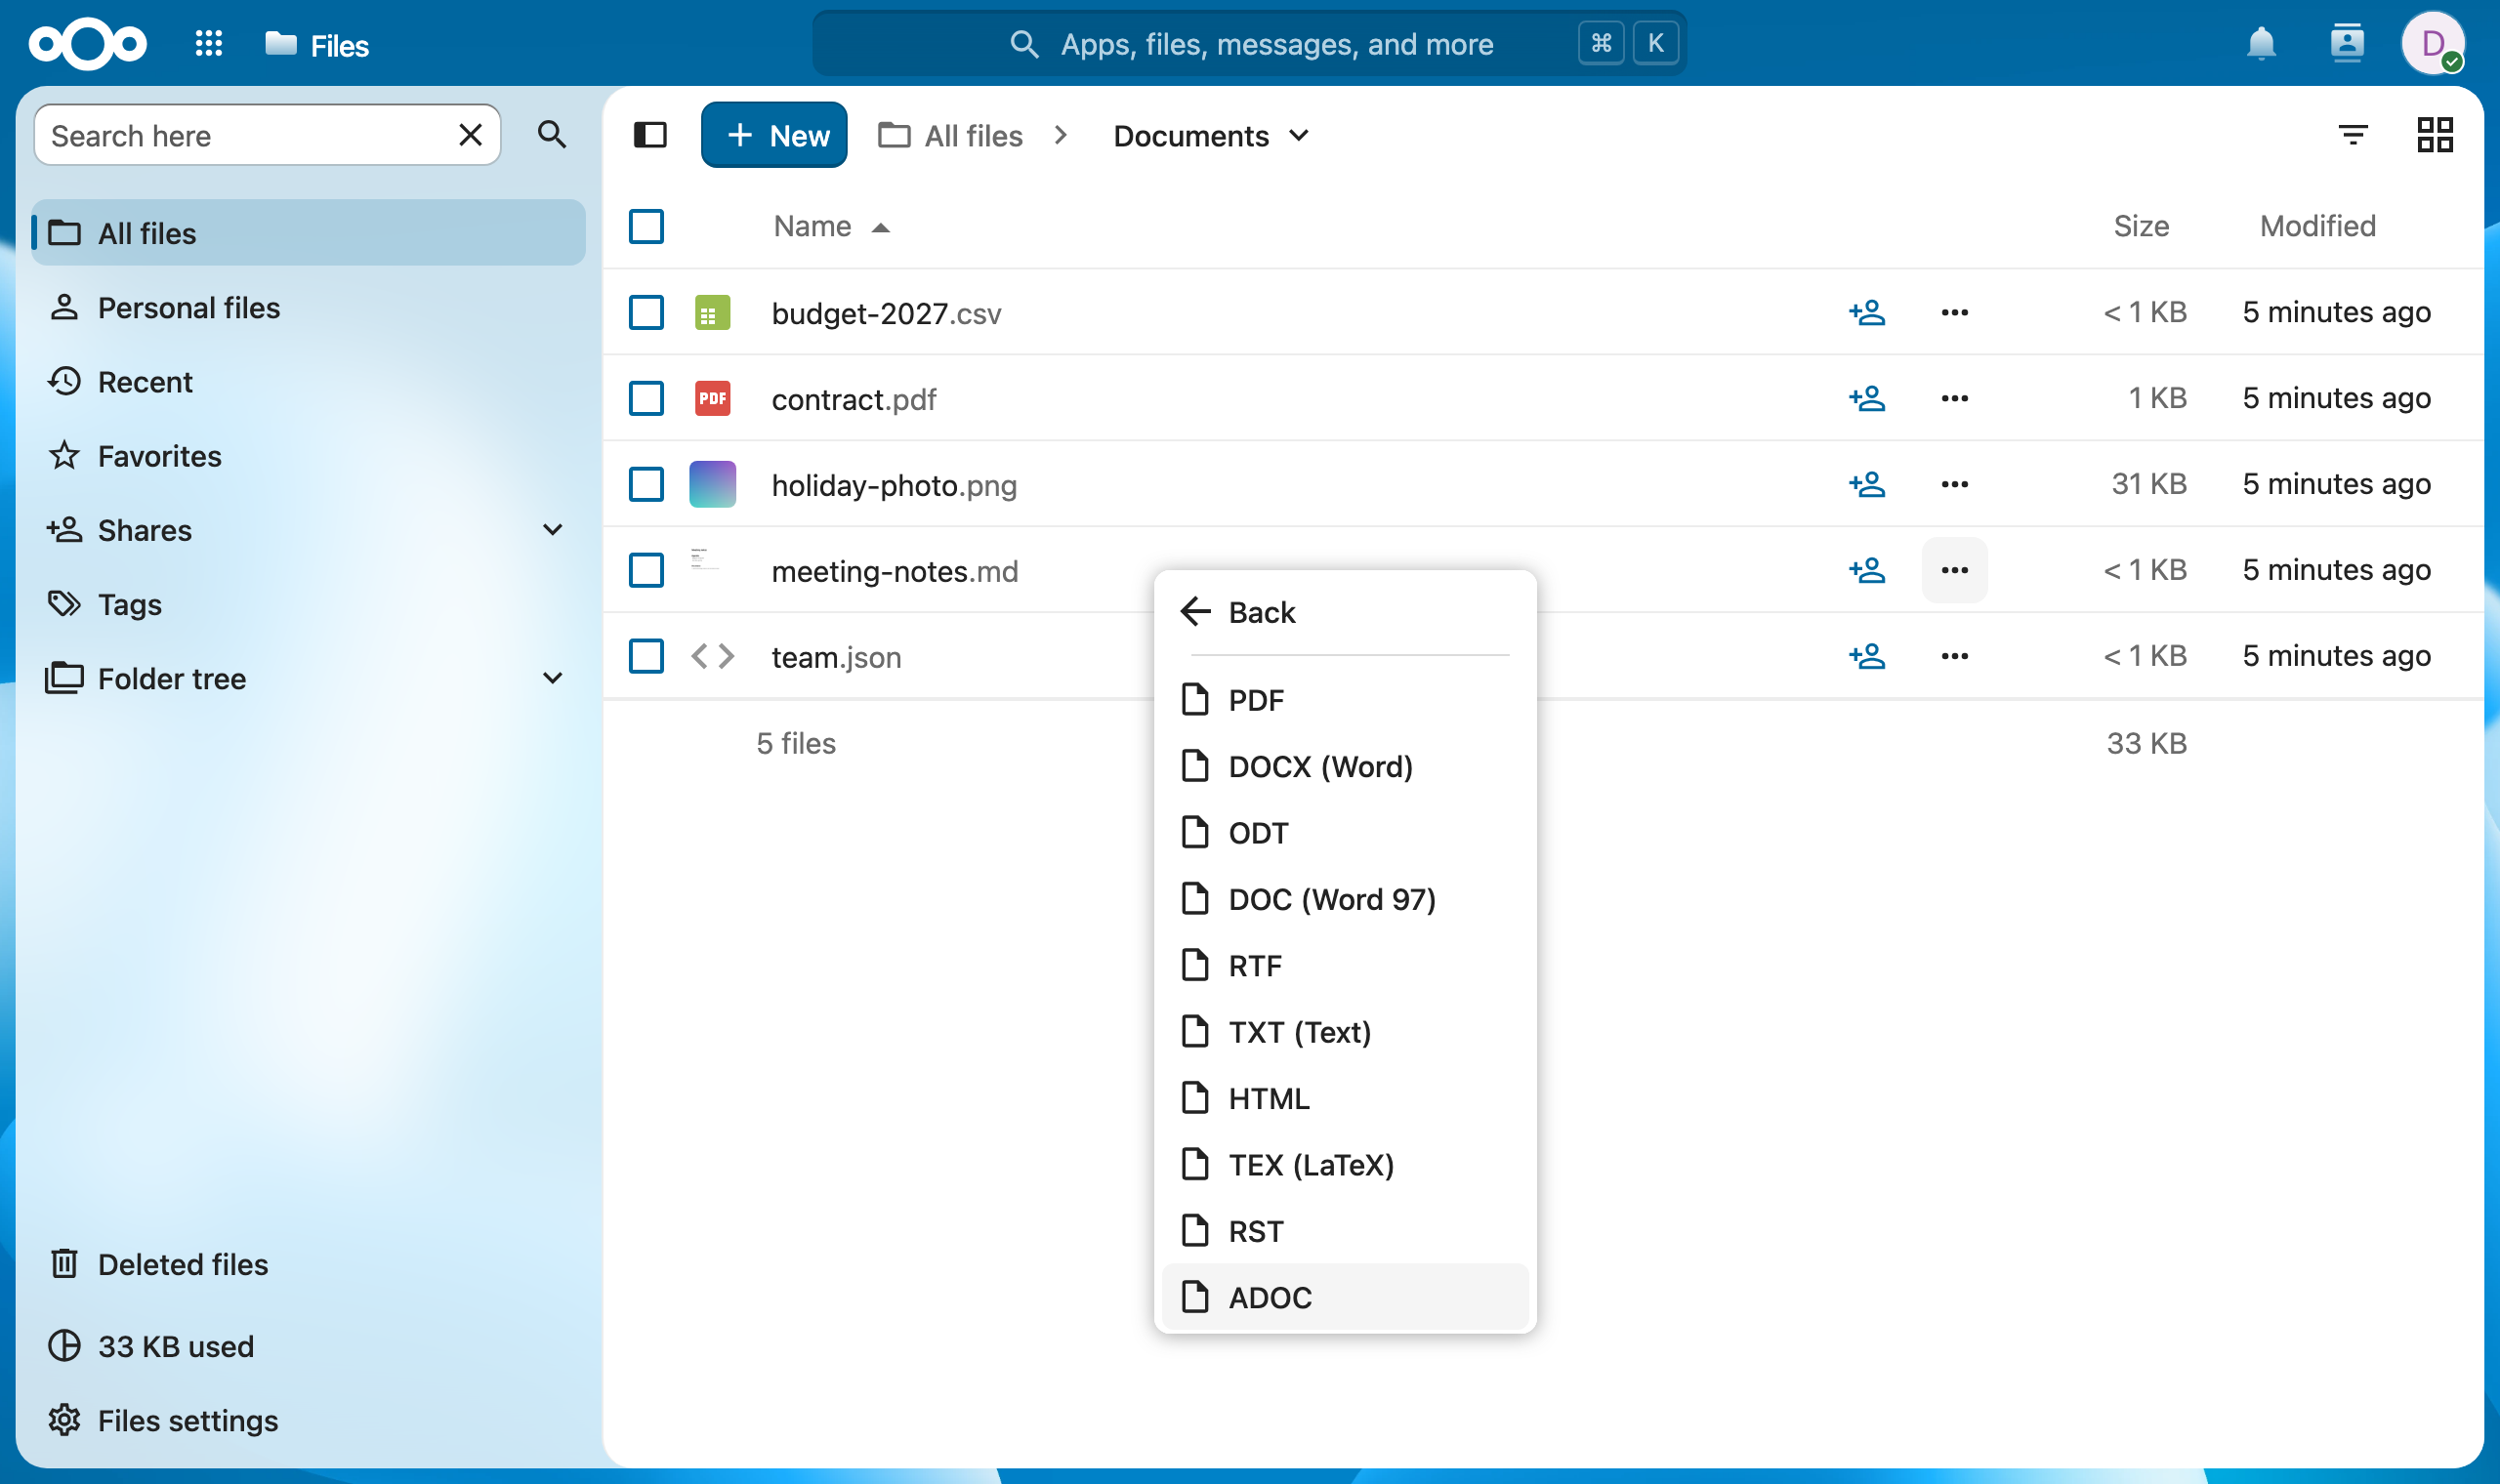 Files
Apps, files, messages, and more
⌘ K
Search here
All files
Personal files
Recent
Favorites
Shares
Tags
Folder tree
Deleted files
33 KB used
Files settings
+ New
All files
Documents
Name Size Modified
budget-2027.csv < 1 KB 5 minutes ago
PDF contract.pdf 1 KB 5 minutes ago
holiday-photo.png 31 KB 5 minutes ago
meeting-notes.md < 1 KB 5 minutes ago
team.json < 1 KB 5 minutes ago
5 files 33 KB
Back
PDF
DOCX (Word)
ODT
DOC (Word 97)
RTF
TXT (Text)
HTML
TEX (LaTeX)
RST
ADOC
D